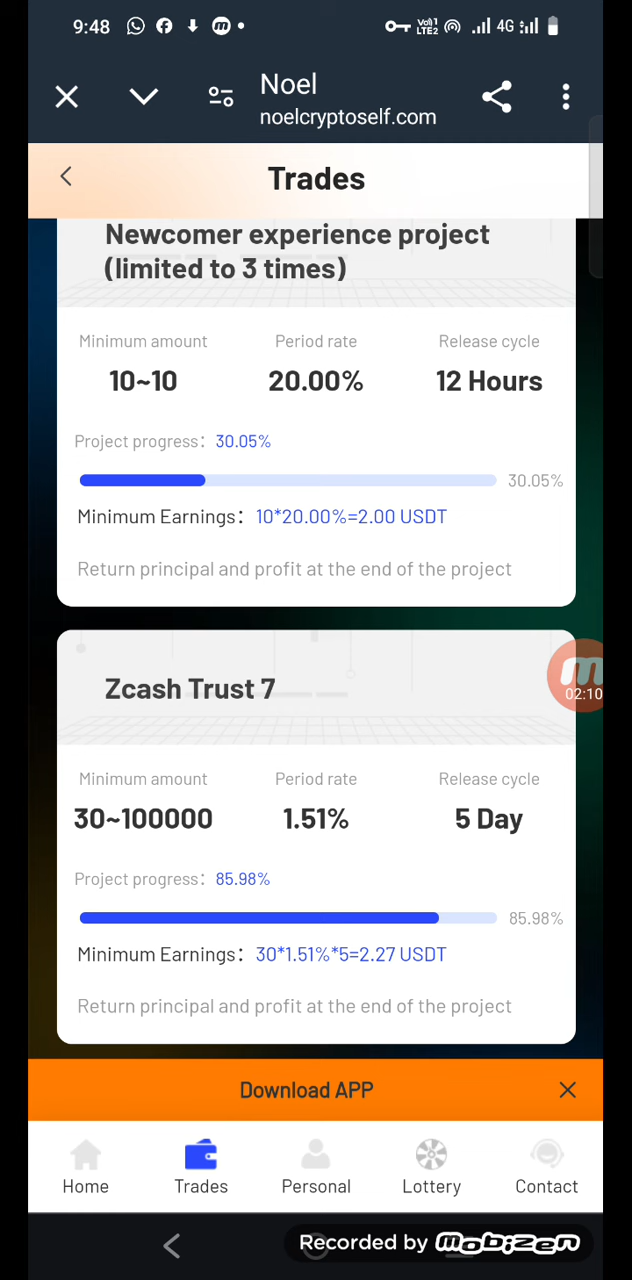 9:48
Vo)) 1
LTE2
4G
Noel
noelcryptoself.com
Trades
Newcomer experience project
(limited to 3 times)
Minimum amount Period rate Release cycle
10~10 20.00% 12 Hours
Project progress: 30.05%
30.05%
Minimum Earnings: 10*20.00%=2.00 USDT
Return principal and profit at the end of the project
Zcash Trust 7
02:10
Minimum amount Period rate Release cycle
30~100000 1.51% 5 Day
Project progress: 85.98%
85.98%
Minimum Earnings: 30*1.51%*5=2.27 USDT
Return principal and profit at the end of the project
Download APP
Home Trades Personal Lottery Contact
Recorded by mobizen